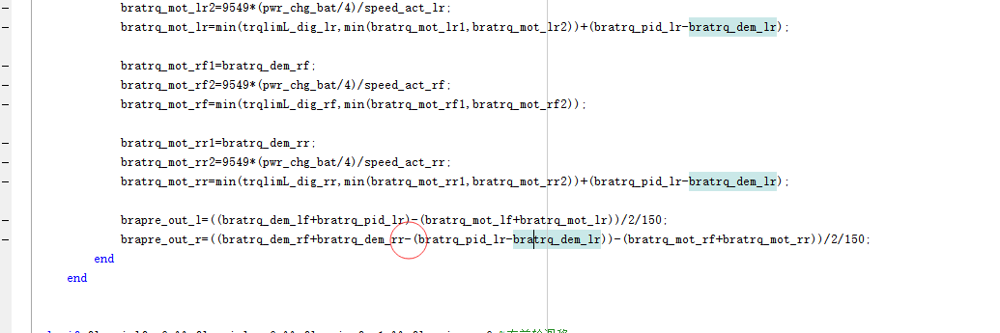 bratrq_mot_lr2=9549*(pwr_chg_bat/4)/speed_act_lr;
bratrq_mot_lr=min(trqlimL_dig_lr,min(bratrq_mot_lr1,bratrq_mot_lr2))+(bratrq_pid_lr-bratrq_dem_lr);
bratrq_mot_rf1=bratrq_dem_rf;
bratrq_mot_rf2=9549*(pwr_chg_bat/4)/speed_act_rf;
bratrq_mot_rf=min(trqlimL_dig_rf,min(bratrq_mot_rf1,bratrq_mot_rf2));
bratrq_mot_rr1=bratrq_dem_rr;
bratrq_mot_rr2=9549*(pwr_chg_bat/4)/speed_act_rr;
bratrq_mot_rr=min(trqlimL_dig_rr,min(bratrq_mot_rr1,bratrq_mot_rr2))+(bratrq_pid_lr-bratrq_dem_lr);
brapre_out_l=((bratrq_dem_lf+bratrq_pid_lr)-(bratrq_mot_lf+bratrq_mot_lr))/2/150;
brapre_out_r=((bratrq_dem_rf+bratrq_dem_rr-(bratrq_pid_lr-bratrq_dem_lr))-(bratrq_mot_rf+bratrq_mot_rr))/2/150;
end
end